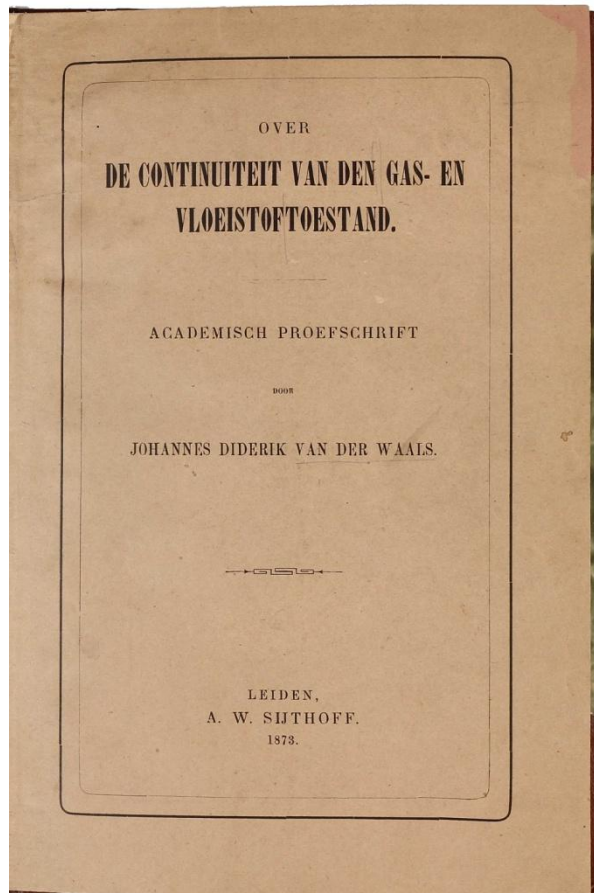 OVER
DE CONTINUITEIT VAN DEN GAS- EN
VLOEISTOFTOESTAND.
ACADEMISCH PROEFSCHRIFT
DOOR
JOHANNES DIDERIK VAN DER WAALS.
LEIDEN,
A. W. SIJTHOFF.
1873.